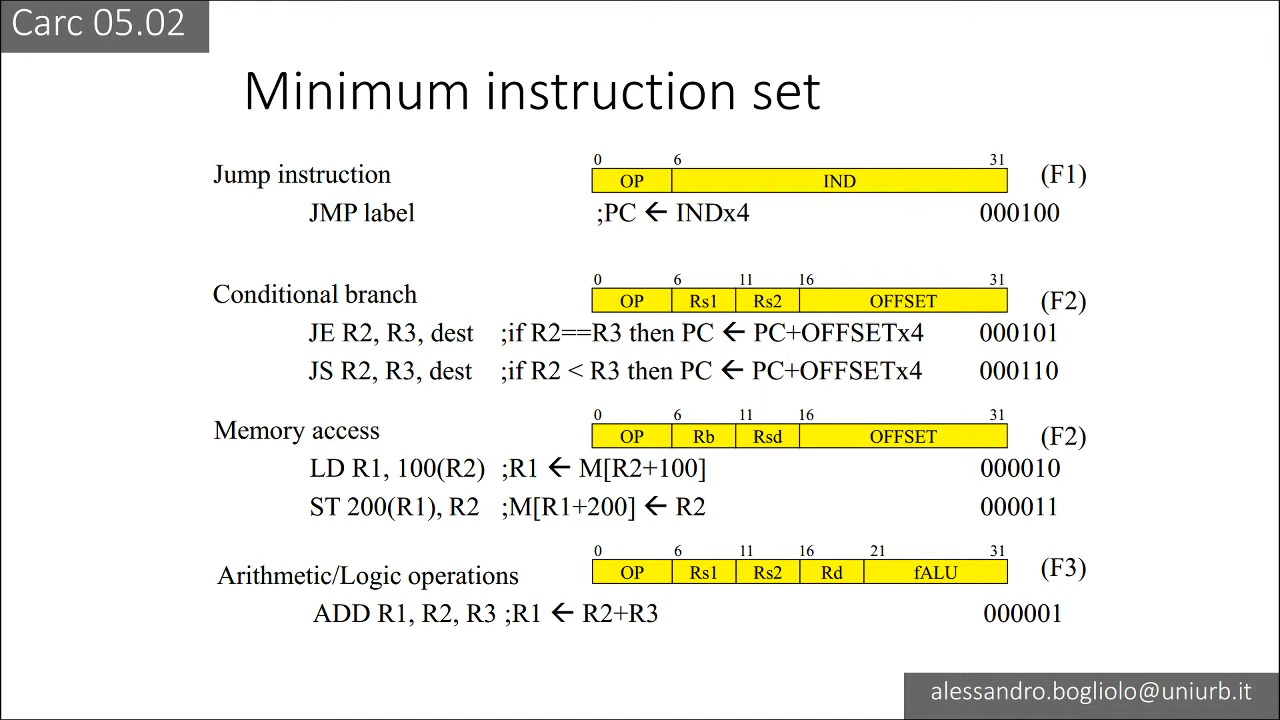 Carc 05.02
Minimum instruction set
0 6 31
Jump instruction OP IND (F1)
JMP label ;PC ← INDx4 000100
0 6 11 16 31
Conditional branch OP Rs1 Rs2 OFFSET (F2)
JE R2, R3, dest ;if R2==R3 then PC ← PC+OFFSETx4 000101
JS R2, R3, dest ;if R2 < R3 then PC ← PC+OFFSETx4 000110
0 6 11 16 31
Memory access OP Rb Rsd OFFSET (F2)
LD R1, 100(R2) ;R1 ← M[R2+100] 000010
ST 200(R1), R2 ;M[R1+200] ← R2 000011
0 6 11 16 21 31
Arithmetic/Logic operations OP Rs1 Rs2 Rd fALU (F3)
ADD R1, R2, R3 ;R1 ← R2+R3 000001
alessandro.bogliolo@uniurb.it